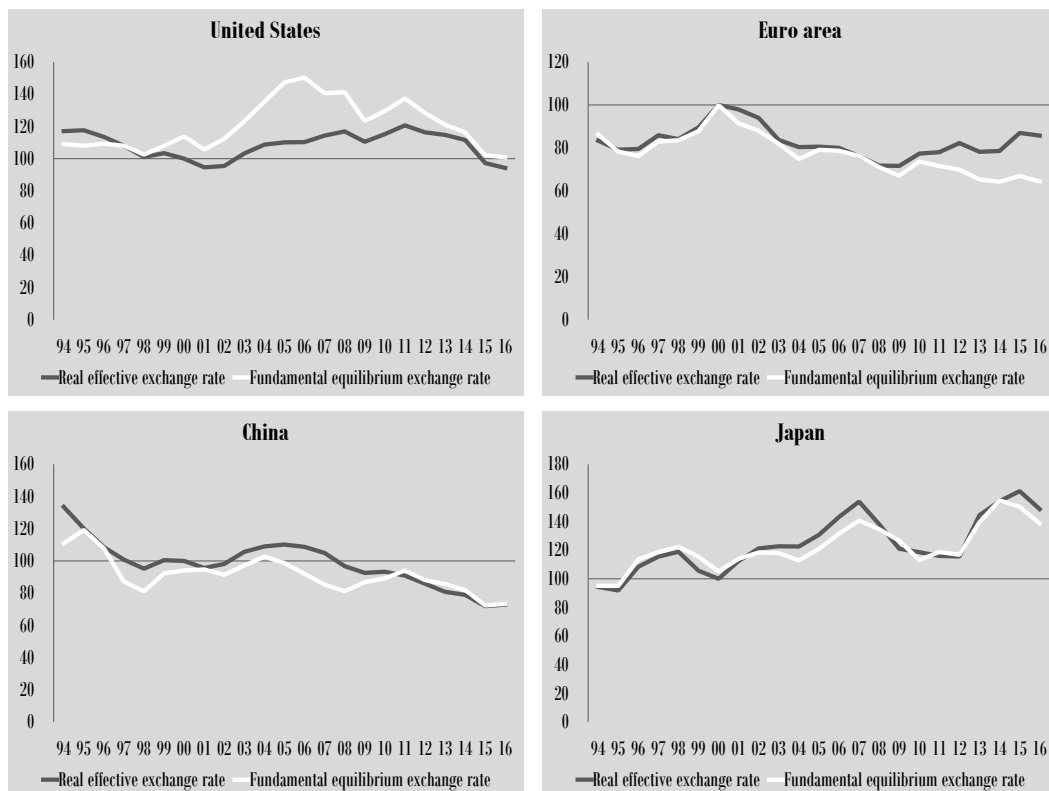 United States
160
140
120
100
80
60
40
20
0
94 95 96 97 98 99 00 01 02 03 04 05 06 07 08 09 10 11 12 13 14 15 16
Real effective exchange rate Fundamental equilibrium exchange rate
Euro area
120
100
80
60
40
20
0
94 95 96 97 98 99 00 01 02 03 04 05 06 07 08 09 10 11 12 13 14 15 16
Real effective exchange rate Fundamental equilibrium exchange rate
China
160
140
120
100
80
60
40
20
0
94 95 96 97 98 99 00 01 02 03 04 05 06 07 08 09 10 11 12 13 14 15 16
Real effective exchange rate Fundamental equilibrium exchange rate
Japan
180
160
140
120
100
80
60
40
20
0
94 95 96 97 98 99 00 01 02 03 04 05 06 07 08 09 10 11 12 13 14 15 16
Real effective exchange rate Fundamental equilibrium exchange rate